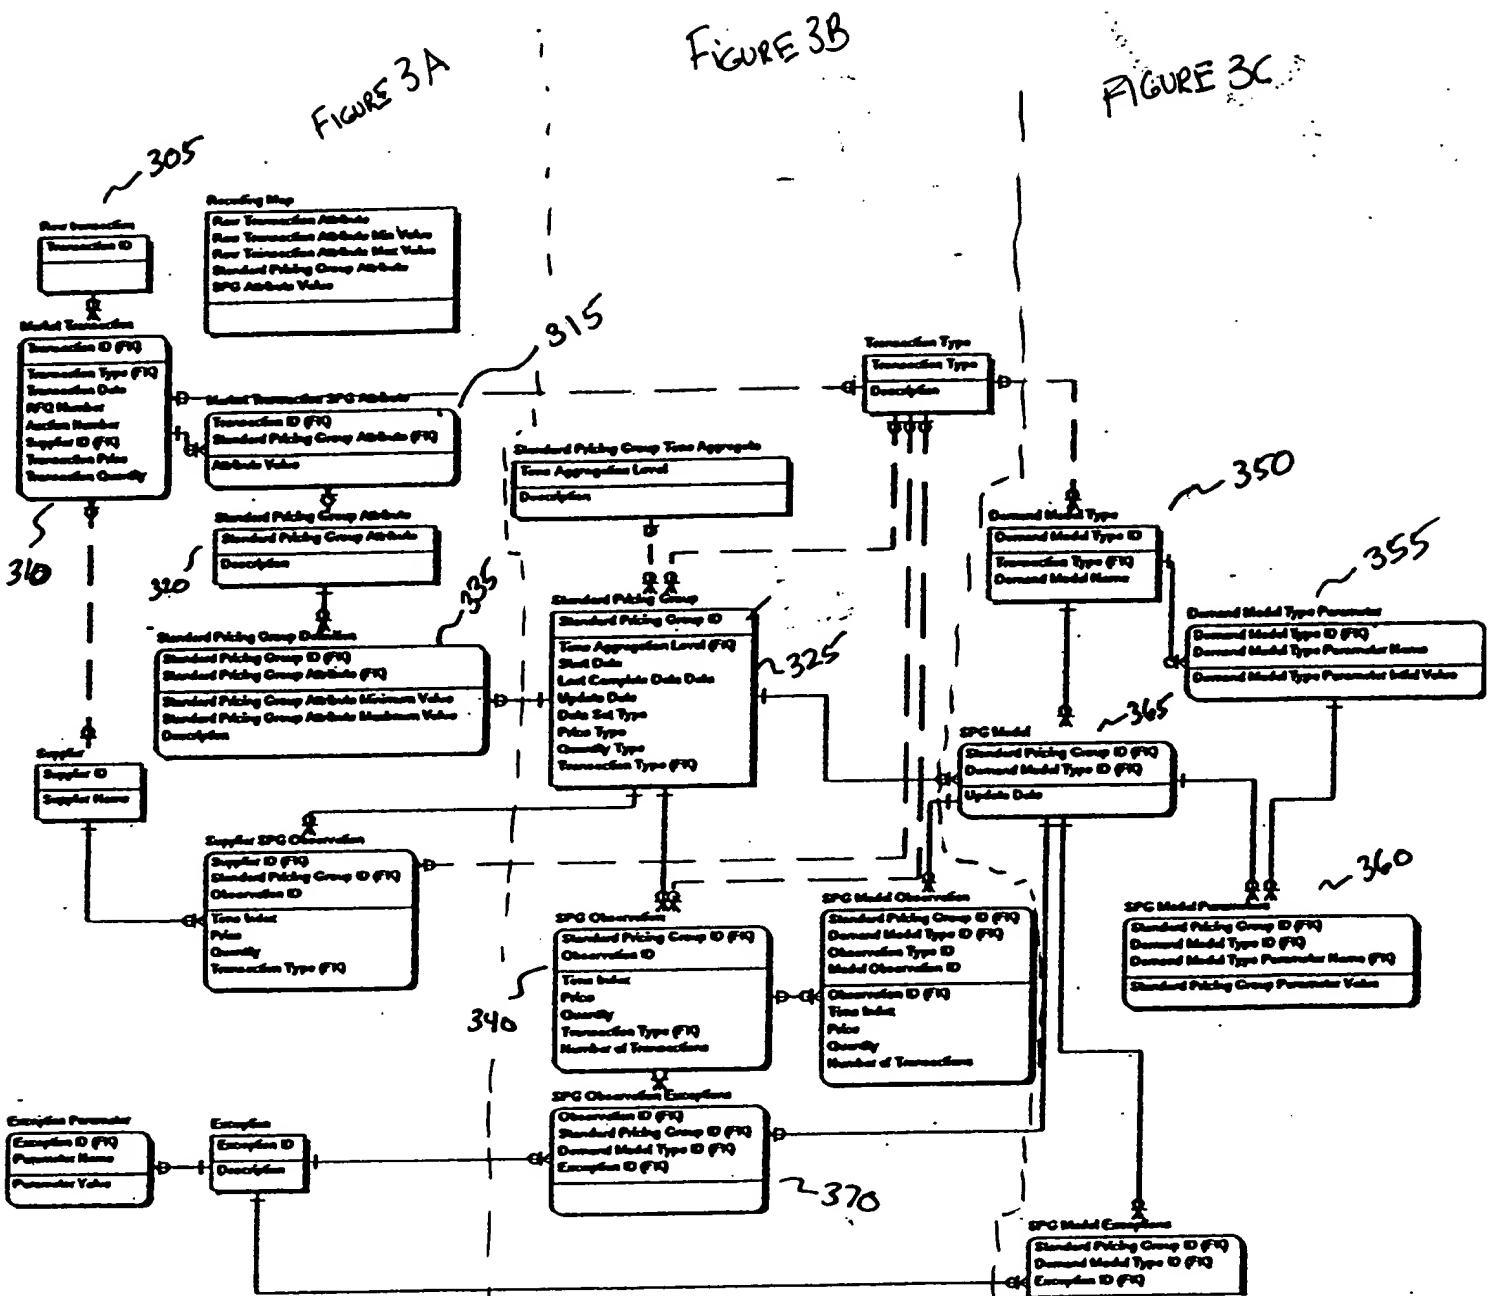 FIGURE 3A
FIGURE 3B
FIGURE 3C
305
Raw transaction
Transaction ID
Recoding Map
Raw Transaction Attribute
Raw Transaction Attribute Min Value
Raw Transaction Attribute Max Value
Standard Pricing Group Attribute
SPG Attribute Value
Market Transaction
Transaction ID (FK)
Transaction Type (FK)
Transaction Date
RFQ Number
Auction Number
Supplier ID (FK)
Transaction Price
Transaction Quantity
310
315
Market Transaction SPG Attribute
Transaction ID (FK)
Standard Pricing Group Attribute (FK)
Attribute Value
Standard Pricing Group Attribute
Standard Pricing Group Attribute
Description
320
335
Standard Pricing Group Definition
Standard Pricing Group ID (FK)
Standard Pricing Group Attribute (FK)
Standard Pricing Group Attribute Minimum Value
Standard Pricing Group Attribute Maximum Value
Description
Supplier
Supplier ID
Supplier Name
Supplier SPG Observation
Supplier ID (FK)
Standard Pricing Group ID (FK)
Observation ID
Time Index
Price
Quantity
Transaction Type (FK)
Exception Parameter
Exception ID (FK)
Parameter Name
Parameter Value
Exception
Exception ID
Description
Transaction Type
Transaction Type
Description
Standard Pricing Group Time Aggregate
Time Aggregation Level
Description
Standard Pricing Group
Standard Pricing Group ID
Time Aggregation Level (FK)
Start Date
Last Complete Data Date
Update Date
Data Set Type
Price Type
Quantity Type
Transaction Type (FK)
325
SPG Observation
Standard Pricing Group ID (FK)
Observation ID
Time Index
Price
Quantity
Transaction Type (FK)
Number of Transactions
340
SPG Model Observation
Standard Pricing Group ID (FK)
Demand Model Type ID (FK)
Observation Type ID
Model Observation ID
Observation ID (FK)
Time Index
Price
Quantity
Number of Transactions
SPG Observation Exceptions
Observation ID (FK)
Standard Pricing Group ID (FK)
Demand Model Type ID (FK)
Exception ID (FK)
370
350
Demand Model Type
Demand Model Type ID
Transaction Type (FK)
Demand Model Name
355
Demand Model Type Parameter
Demand Model Type ID (FK)
Demand Model Type Parameter Name
Demand Model Type Parameter Initial Value
365
SPG Model
Standard Pricing Group ID (FK)
Demand Model Type ID (FK)
Update Date
360
SPG Model Parameters
Standard Pricing Group ID (FK)
Demand Model Type ID (FK)
Demand Model Type Parameter Name (FK)
Standard Pricing Group Parameter Value
SPG Model Exceptions
Standard Pricing Group ID (FK)
Demand Model Type ID (FK)
Exception ID (FK)